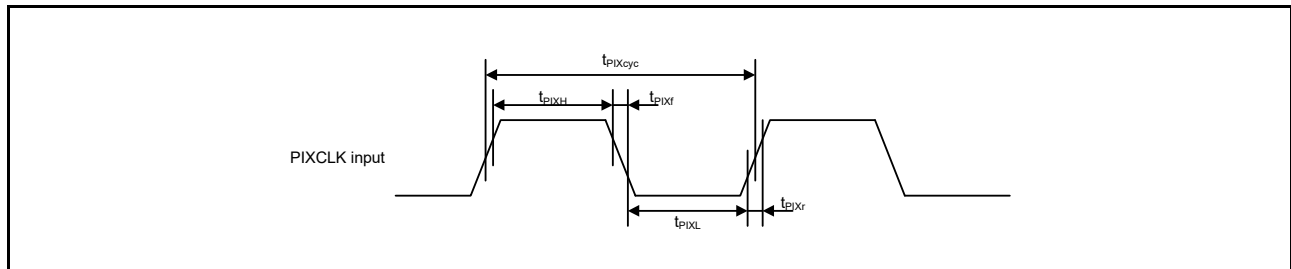 tPIXcyc
tPIXH
tPIXf
PIXCLK input
tPIXL
tPIXr